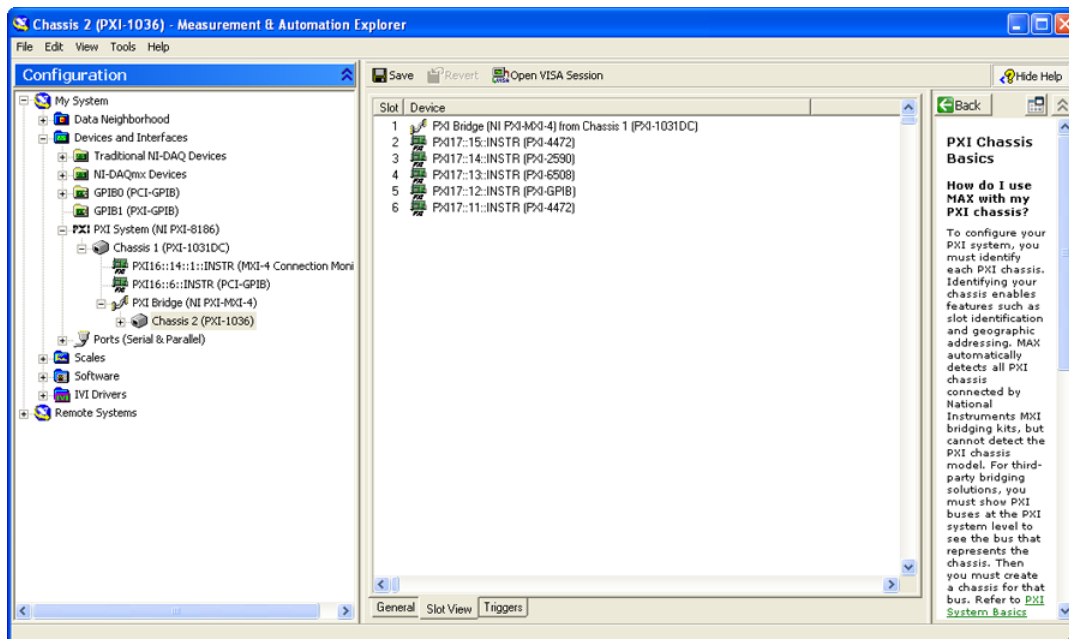 Chassis 2 (PXI-1036) - Measurement & Automation Explorer
File Edit View Tools Help
Configuration
My System
Data Neighborhood
Devices and Interfaces
Traditional NI-DAQ Devices
NI-DAQmx Devices
GPIB0 (PCI-GPIB)
GPIB1 (PXI-GPIB)
PXI PXI System (NI PXI-8186)
Chassis 1 (PXI-1031DC)
PXI16::14::1::INSTR (MXI-4 Connection Moni
PXI16::6::INSTR (PCI-GPIB)
PXI Bridge (NI PXI-MXI-4)
Chassis 2 (PXI-1036)
Ports (Serial & Parallel)
Scales
Software
IVI Drivers
Remote Systems
Save Revert Open VISA Session
Slot Device
1 PXI Bridge (NI PXI-MXI-4) from Chassis 1 (PXI-1031DC)
2 PXI17::15::INSTR (PXI-4472)
3 PXI17::14::INSTR (PXI-2590)
4 PXI17::13::INSTR (PXI-6508)
5 PXI17::12::INSTR (PXI-GPIB)
6 PXI17::11::INSTR (PXI-4472)
General Slot View Triggers
Hide Help
Back
PXI Chassis
Basics
How do I use
MAX with my
PXI chassis?
To configure your
PXI system, you
must identify
each PXI chassis.
Identifying your
chassis enables
features such as
slot identification
and geographic
addressing. MAX
automatically
detects all PXI
chassis
connected by
National
Instruments MXI
bridging kits, but
cannot detect the
PXI chassis
model. For third-
party bridging
solutions, you
must show PXI
buses at the PXI
system level to
see the bus that
represents the
chassis. Then
you must create
a chassis for that
bus. Refer to PXI
System Basics